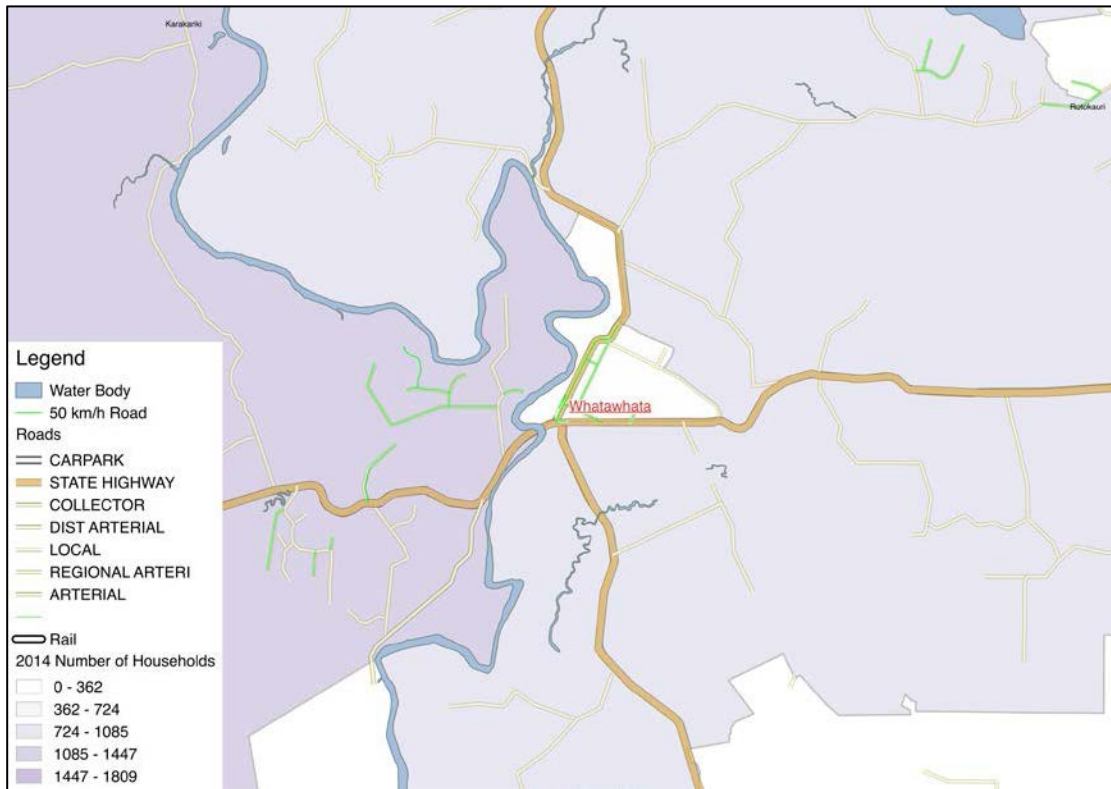 Karakariki
Rotokauri
Whatawhata
Legend
Water Body
50 km/h Road
Roads
CARPARK
STATE HIGHWAY
COLLECTOR
DIST ARTERIAL
LOCAL
REGIONAL ARTERI
ARTERIAL
Rail
2014 Number of Households
0 - 362
362 - 724
724 - 1085
1085 - 1447
1447 - 1809